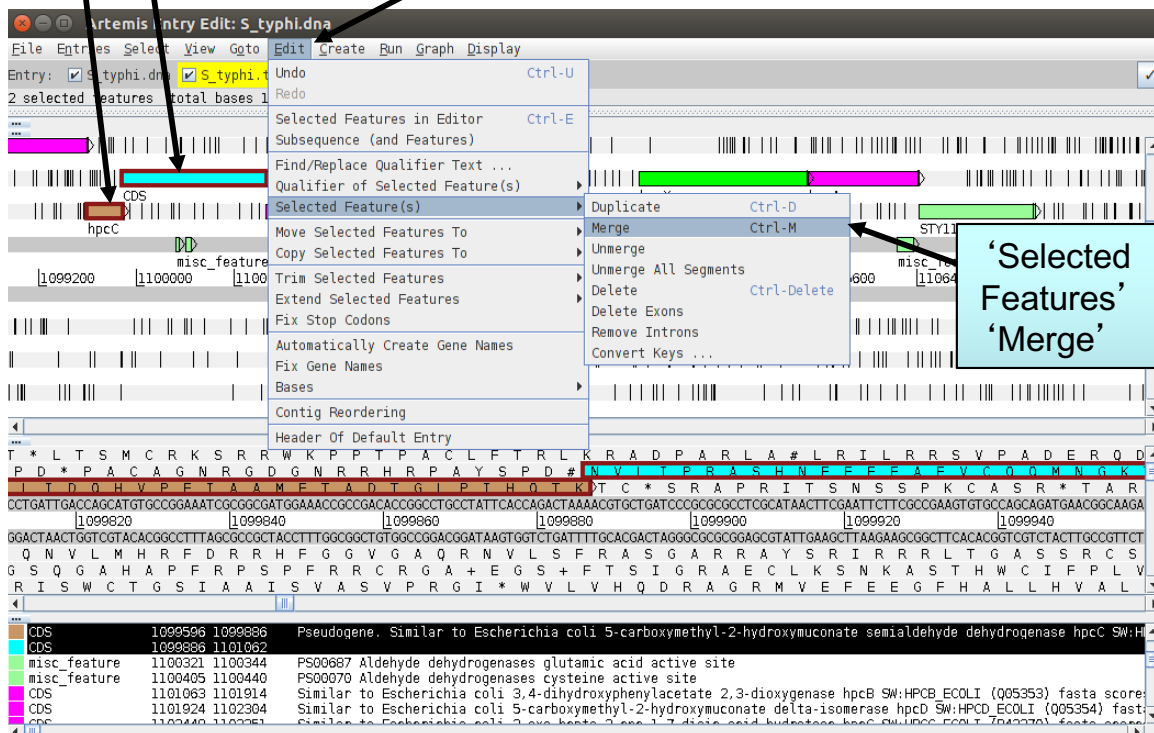 Artemis Entry Edit: S_typhi.dna
File Entries Select View Goto Edit Create Run Graph Display
Entry: S_typhi.dna S_typhi.t
2 selected features total bases 1
Undo Ctrl-U
Redo
Selected Features in Editor Ctrl-E
Subsequence (and Features)
Find/Replace Qualifier Text ...
Qualifier of Selected Feature(s)
Selected Feature(s)
Move Selected Features To
Copy Selected Features To
Trim Selected Features
Extend Selected Features
Fix Stop Codons
Automatically Create Gene Names
Fix Gene Names
Bases
Contig Reordering
Header Of Default Entry
Duplicate Ctrl-D
Merge Ctrl-M
Unmerge
Unmerge All Segments
Delete Ctrl-Delete
Delete Exons
Remove Introns
Convert Keys ...
CDS
hpcC
STY11
misc_feature
1099200 1100000 1100
600 11064
'Selected
Features'
'Merge'
T * L T S M C R K S R R W K P P T P A C L F T R L K R A D P A R L A # L R I L R R S V P A D E R Q D
P D * P A C A G N R G D G N R R H R P A Y S P D # N V L T P R A S H N F E F F A F V C Q Q M N G K
L T D Q H V P E T A A M E T A D T G L P T H Q T K T C * S R A P R I T S N S S P K C A S R * T A R
1099820 1099840 1099860 1099880 1099900 1099920 1099940
Q N V L M H R F D R R H F G G V G A Q R N V L S F R A S G A R R A Y S R I R R R L T G A S S R C S
G S Q G A H A P F R P S P F R R C R G A + E G S + F T S I G R A E C L K S N K A S T H W C I F P L V
R I S W C T G S I A A I S V A S V P R G I * W V L V H Q D R A G R M V E F E E G F H A L L H V A L
CDS 1099596 1099886 Pseudogene. Similar to Escherichia coli 5-carboxymethyl-2-hydroxymuconate semialdehyde dehydrogenase hpcC SW:H
CDS 1099886 1101062
misc_feature 1100321 1100344 PS00687 Aldehyde dehydrogenases glutamic acid active site
misc_feature 1100405 1100440 PS00070 Aldehyde dehydrogenases cysteine active site
CDS 1101063 1101914 Similar to Escherichia coli 3,4-dihydroxyphenylacetate 2,3-dioxygenase hpcB SW:HPCB_ECOLI (Q05353) fasta score:
CDS 1101924 1102304 Similar to Escherichia coli 5-carboxymethyl-2-hydroxymuconate delta-isomerase hpcD SW:HPCD_ECOLI (Q05354) fast